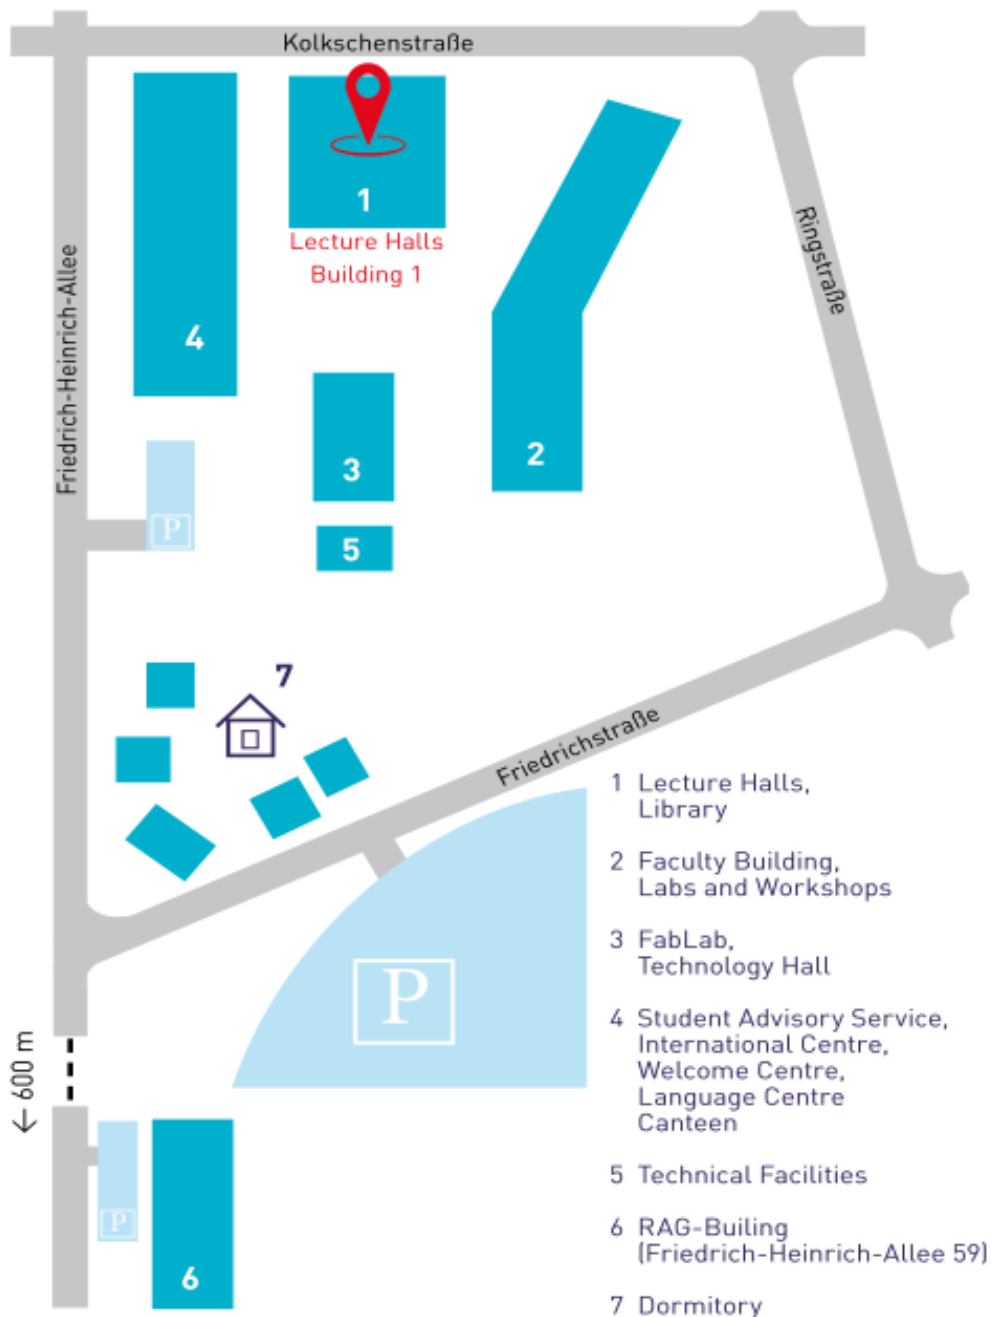 Kolkschenstraße
1
Lecture Halls
Building 1
Ringstraße
Friedrich-Heinrich-Allee
4
3
2
P
5
7
Friedrichstraße
1 Lecture Halls,
Library
2 Faculty Building,
Labs and Workshops
3 FabLab,
Technology Hall
P
4 Student Advisory Service,
International Centre,
Welcome Centre,
Language Centre
Canteen
← 600 m
5 Technical Facilities
P
6
6 RAG-Builing
(Friedrich-Heinrich-Allee 59)
7 Dormitory